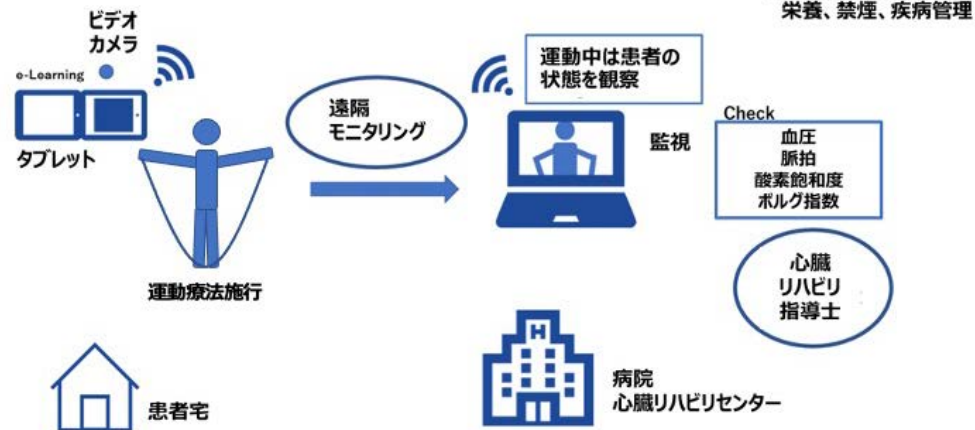 栄養、禁煙、疾病管理
ビデオ
カメラ
e-Learning
タブレット
運動療法施行
遠隔
モニタリング
運動中は患者の
状態を観察
監視
Check
血圧
脈拍
酸素飽和度
ボルグ指数
心臓
リハビリ
指導士
患者宅
H
病院
心臓リハビリセンター